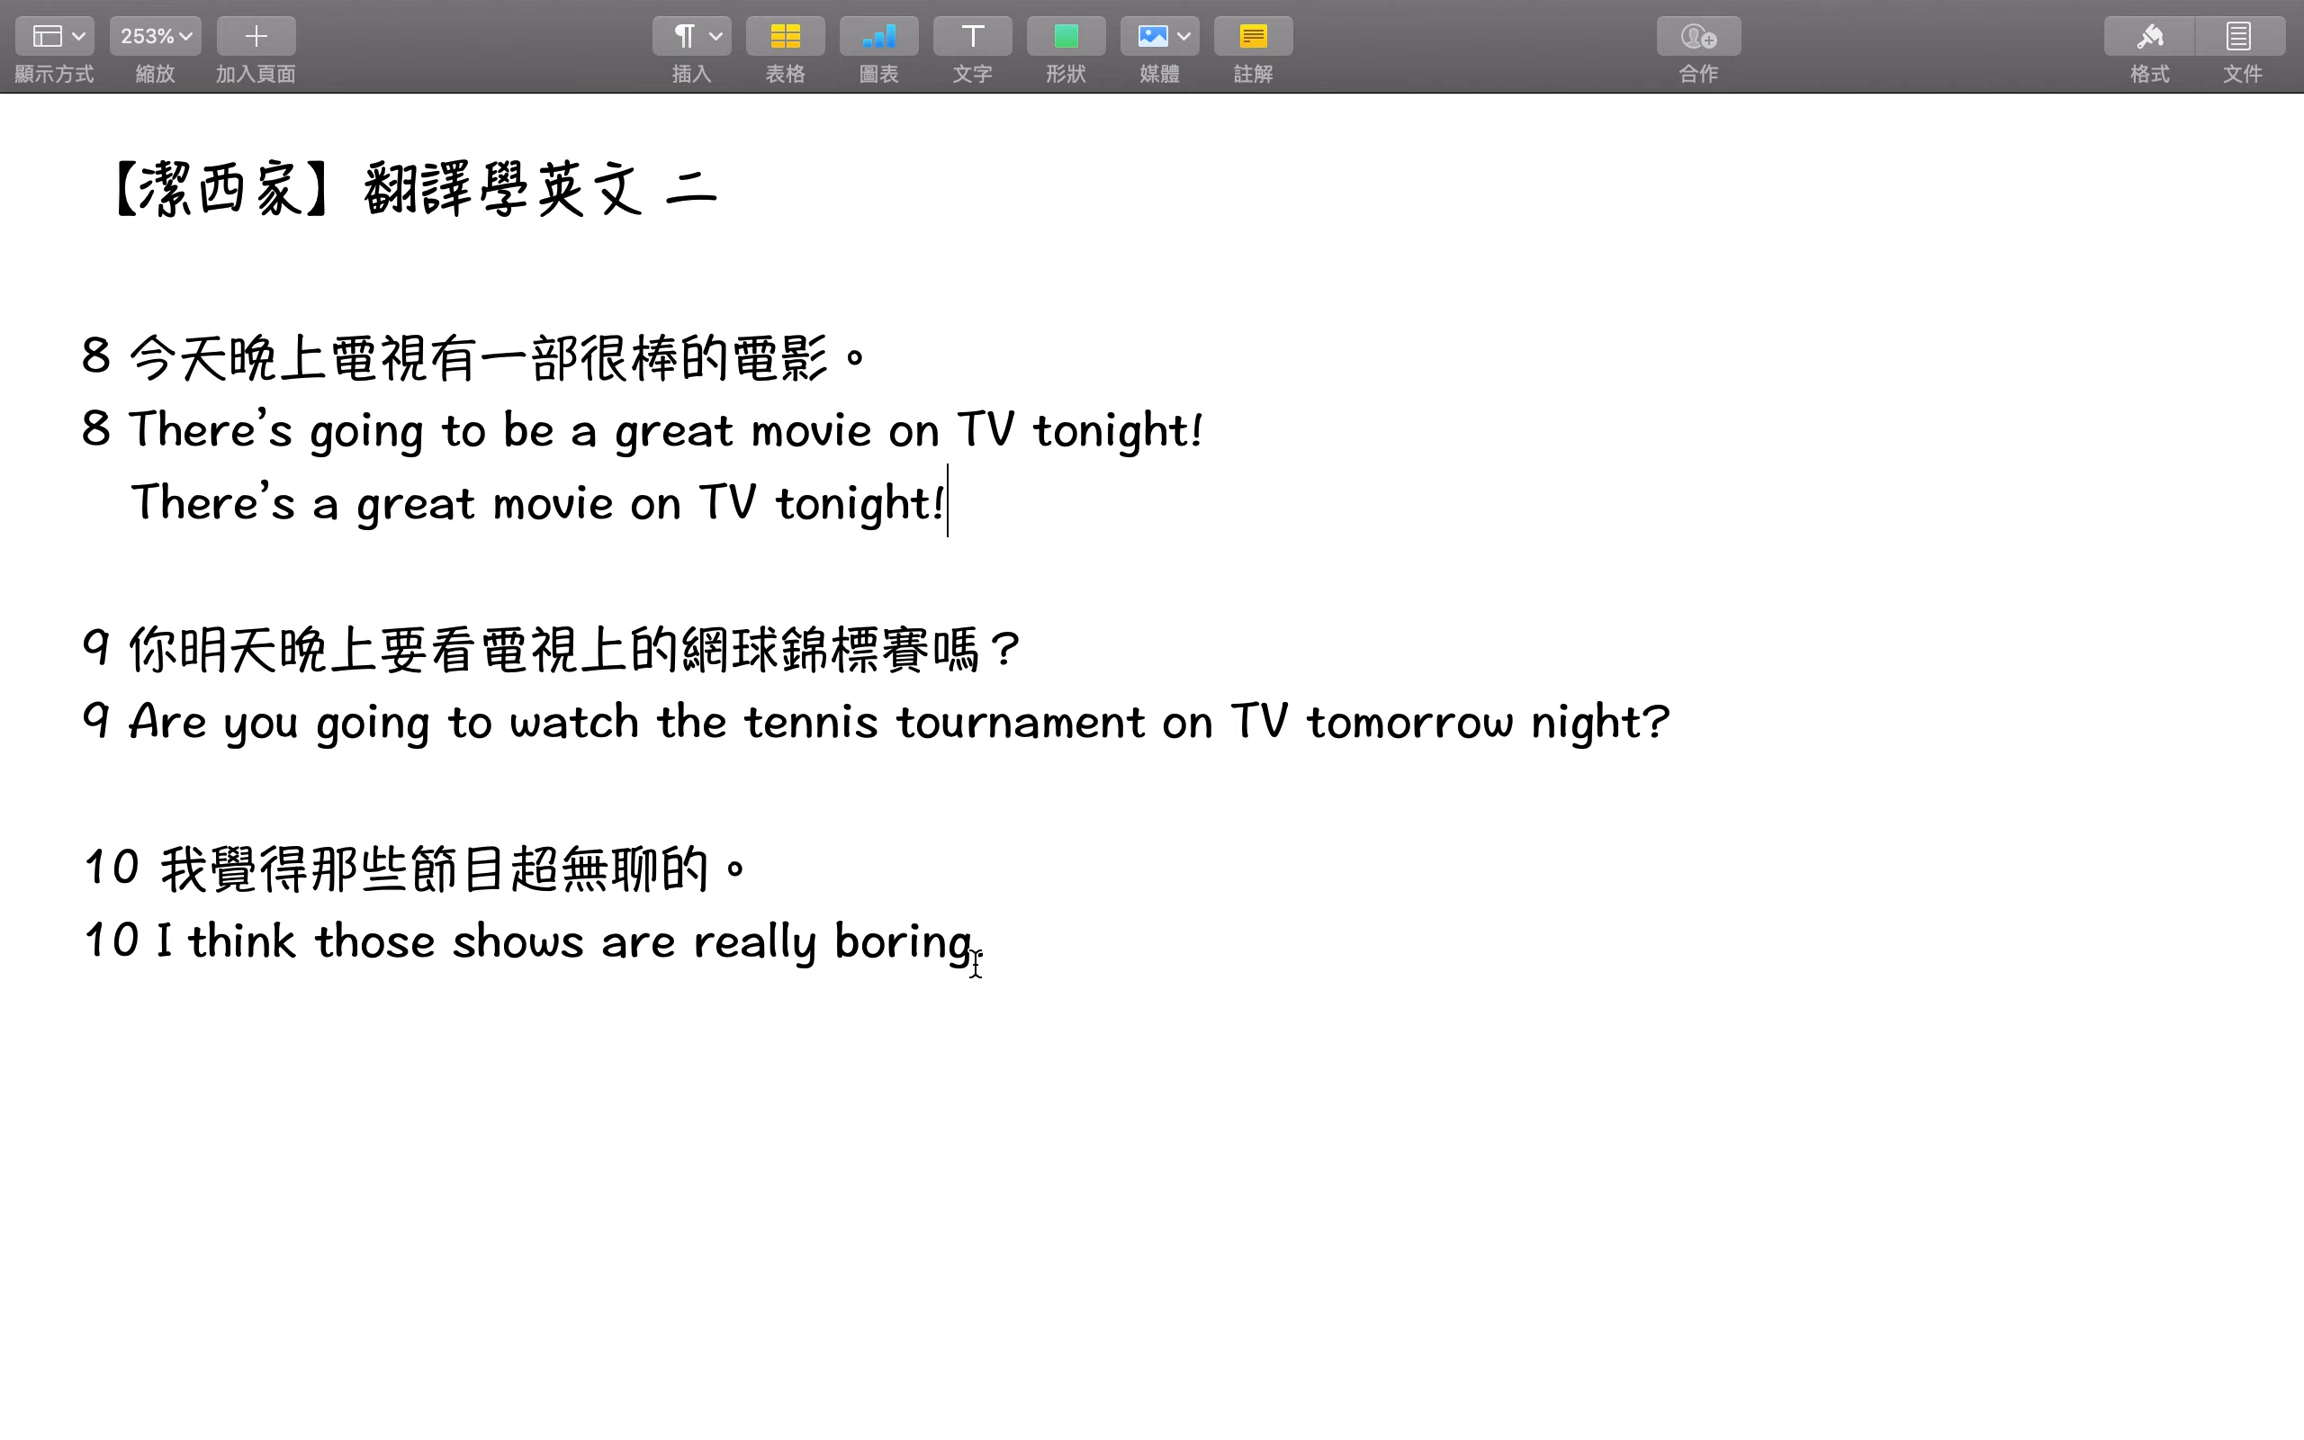 253%
顯示方式 縮放 加入頁面 插入 表格 圖表 文字 形狀 媒體 註解 合作 格式 文件
【潔西家】翻譯學英文 二
8 今天晚上電視有一部很棒的電影。
8 There’s going to be a great movie on TV tonight!
There’s a great movie on TV tonight!
9 你明天晚上要看電視上的網球錦標賽嗎？
9 Are you going to watch the tennis tournament on TV tomorrow night?
10 我覺得那些節目超無聊的。
10 I think those shows are really boring.